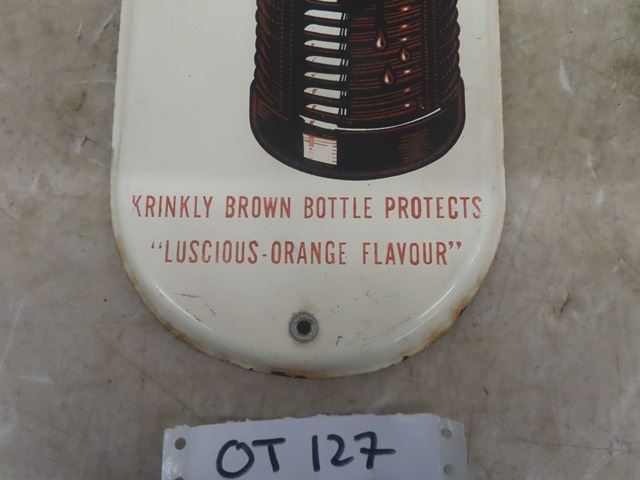 KRINKLY BROWN BOTTLE PROTECTS
“LUSCIOUS-ORANGE FLAVOUR”
OT 127